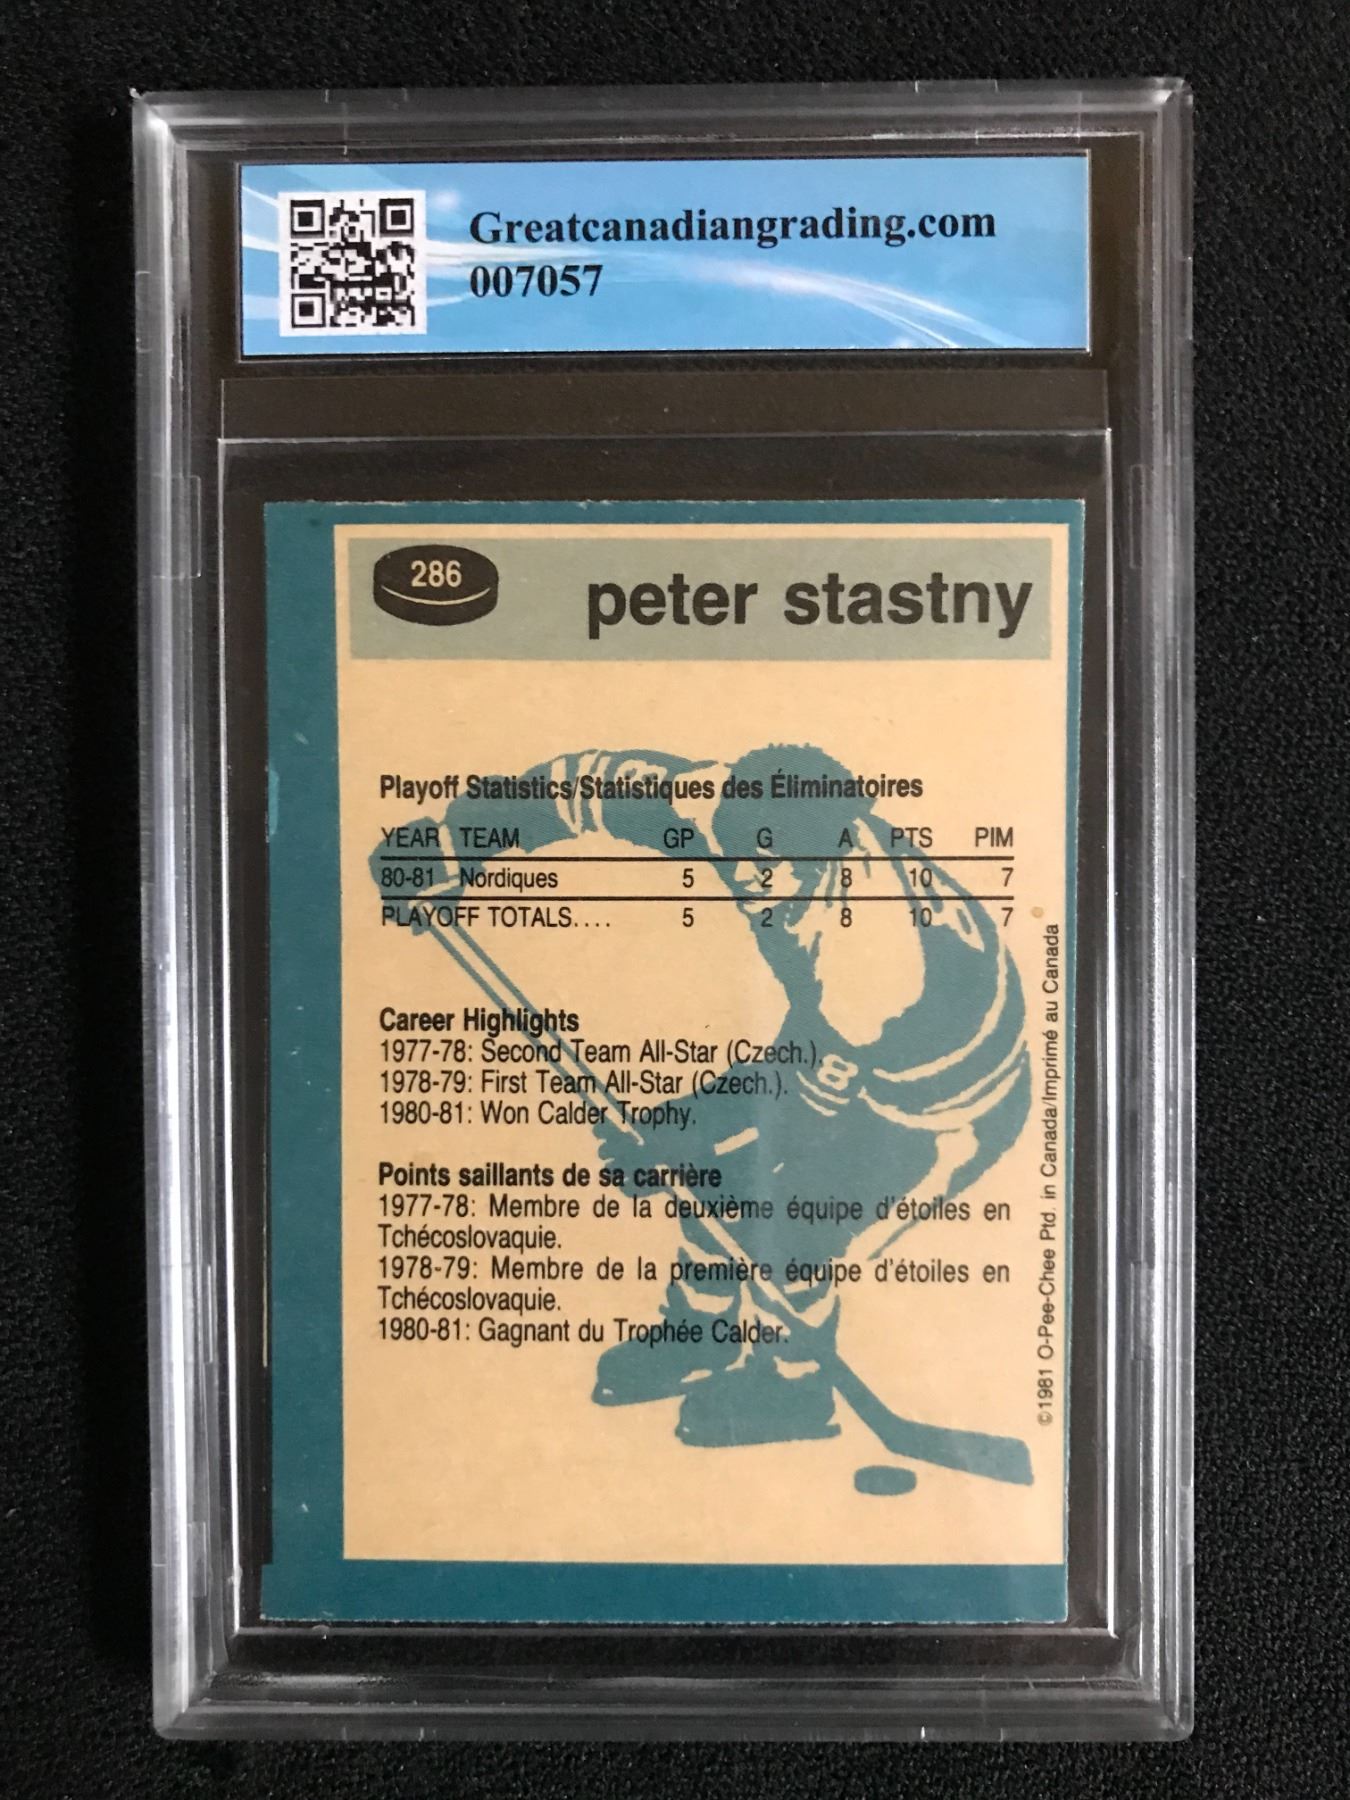 Greatcanadiangrading.com
007057
286
peter stastny
Playoff Statistics/Statistiques des Éliminatoires
YEAR TEAM GP G A PTS PIM
80-81 Nordiques 5 2 8 10 7
PLAYOFF TOTALS.... 5 2 8 10 7
Career Highlights
1977-78: Second Team All-Star (Czech.).
1978-79: First Team All-Star (Czech.).
1980-81: Won Calder Trophy.
Points saillants de sa carrière
1977-78: Membre de la deuxième équipe d'étoiles en
Tchécoslovaquie.
1978-79: Membre de la première équipe d'étoiles en
Tchécoslovaquie.
1980-81: Gagnant du Trophée Calder.
8
©1981 O-Pee-Chee Ptd. in Canada/Imprimé au Canada